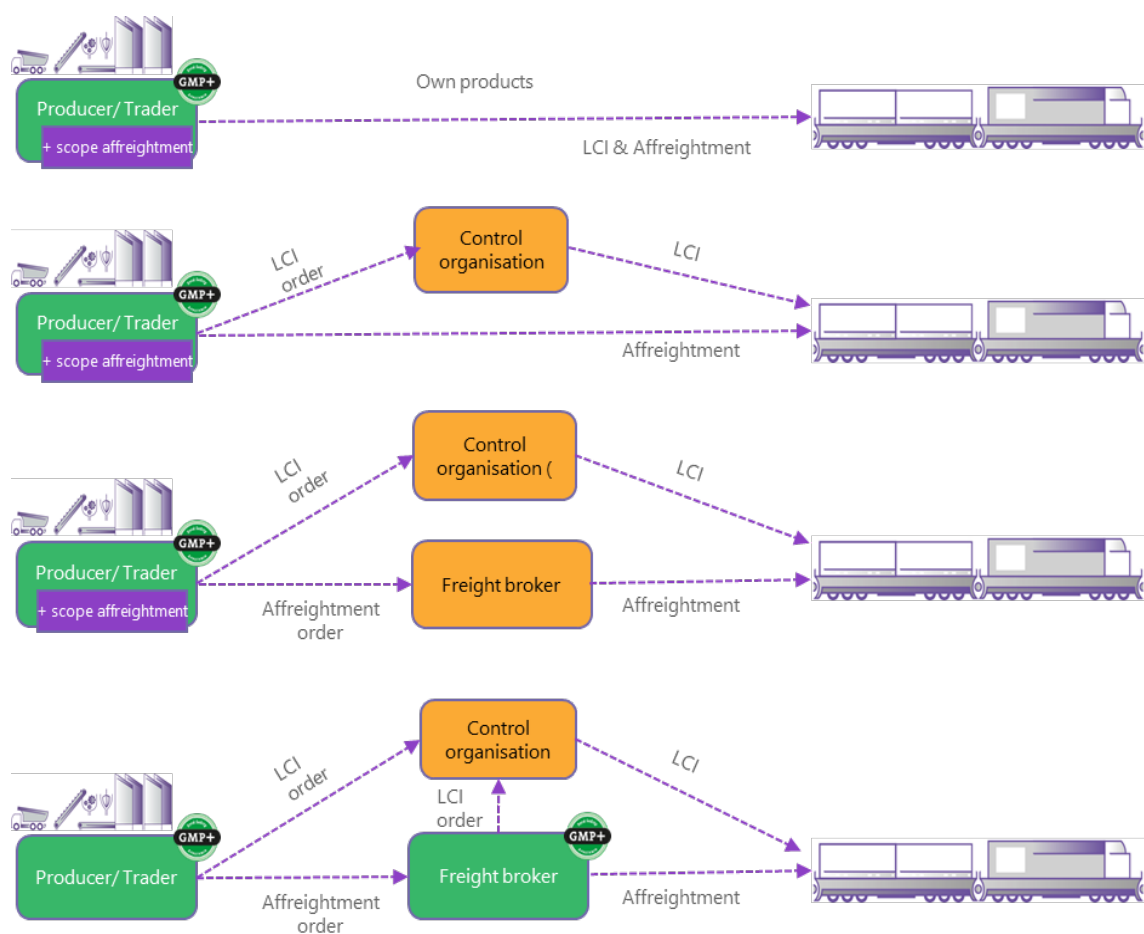 GMP+
Own products
Producer/ Trader
+ scope affreightment
LCI & Affreightment
Control
organisation
LCI
order
LCI
GMP+
Producer/ Trader
+ scope affreightment
Affreightment
Control
organisation (
LCI
order
LCI
GMP+
Producer/ Trader
+ scope affreightment
Freight broker
Affreightment
order
Affreightment
Control
organisation
LCI
order
LCI
LCI
order
GMP+
GMP+
Producer/ Trader
Freight broker
Affreightment
order
Affreightment